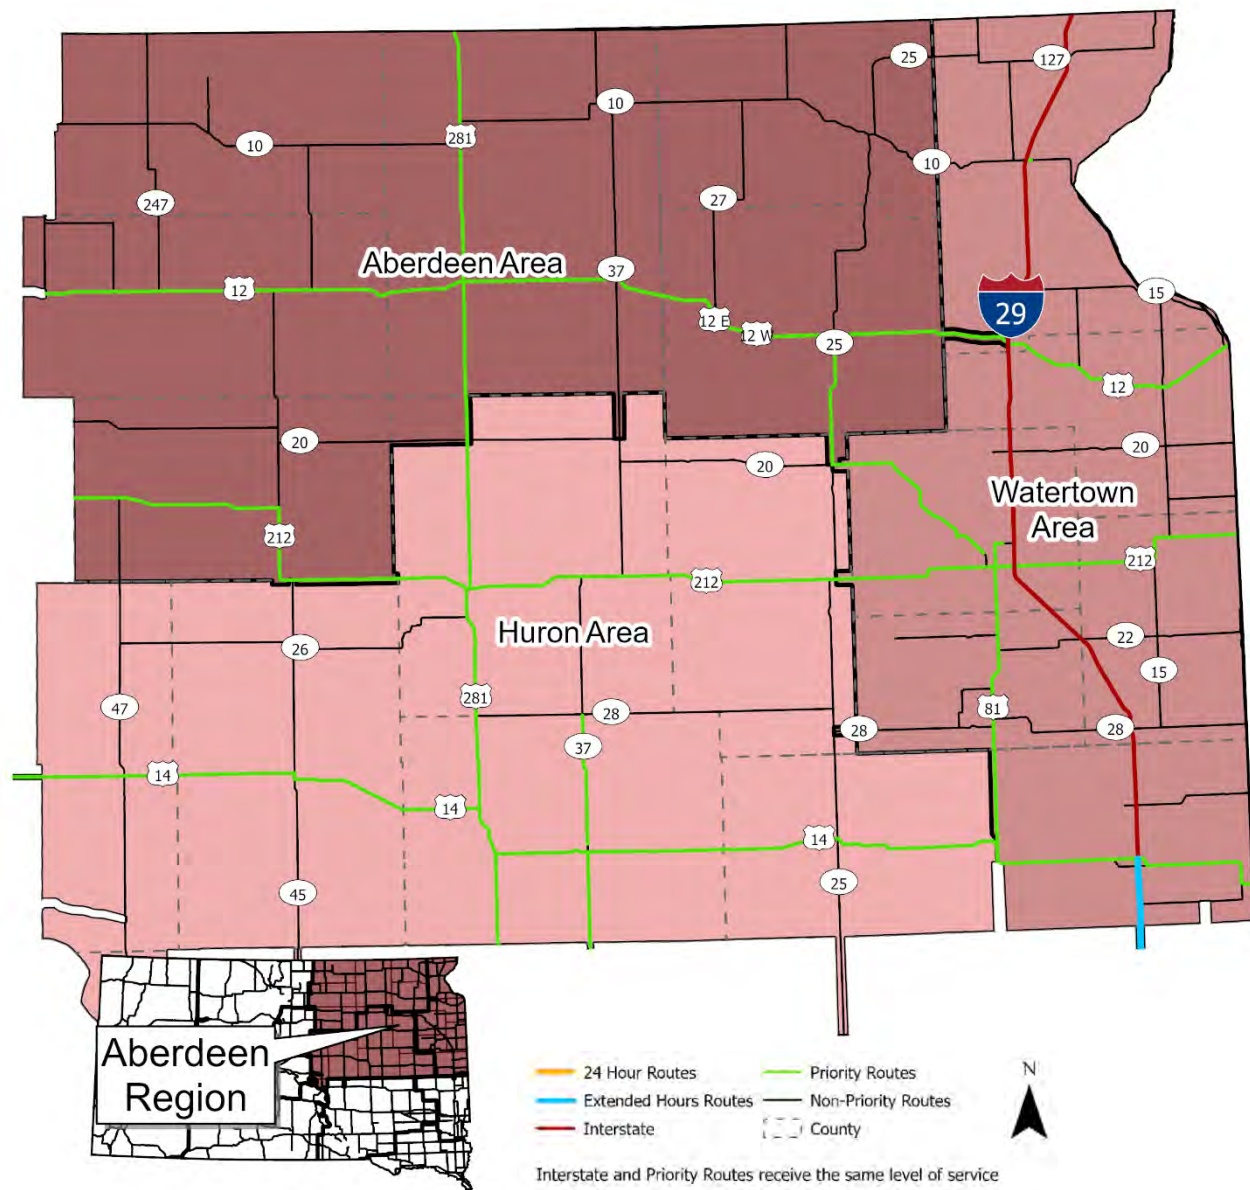 25
127
10
281
10
10
247
27
Aberdeen Area
37
12
15
29
12 E
12 W
25
12
20
20
20
Watertown
Area
212
212
212
Huron Area
26
22
15
47
281
28
81
37
28
28
14
14
14
45
25
Aberdeen
Region
24 Hour Routes
Priority Routes
N
Extended Hours Routes
Non-Priority Routes
Interstate
County
Interstate and Priority Routes receive the same level of service